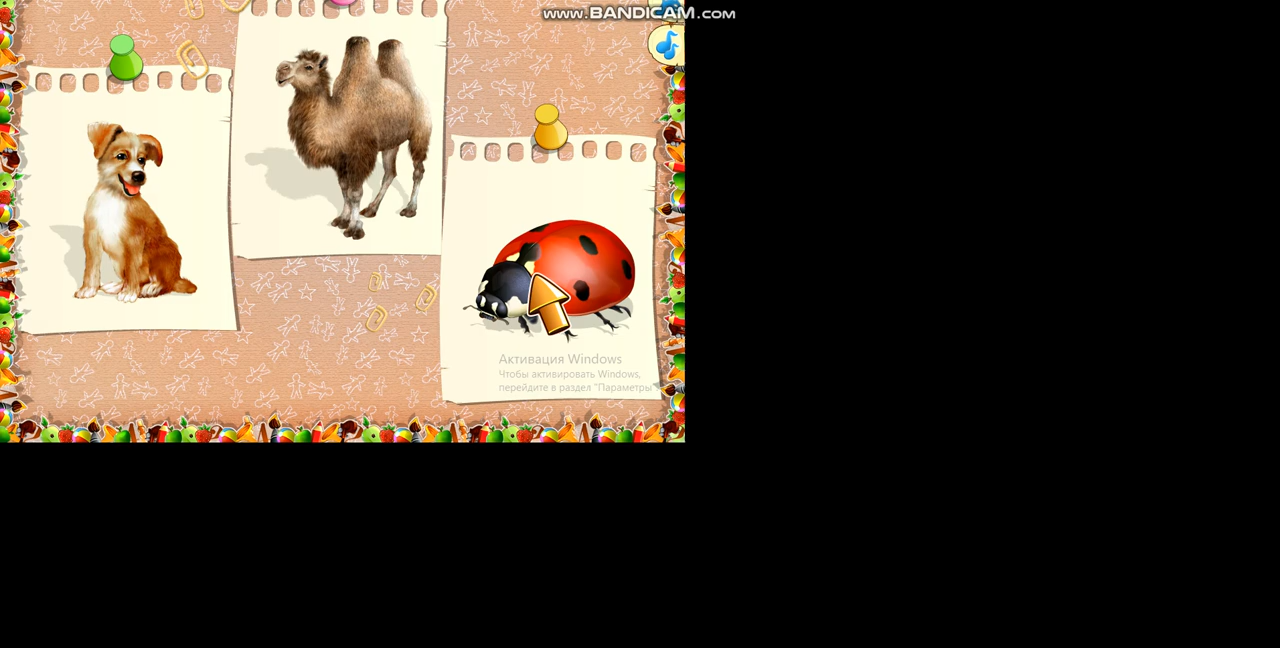 www.BANDICAM.com
Активация Windows
Чтобы активировать Windows,
перейдите в раздел "Параметры